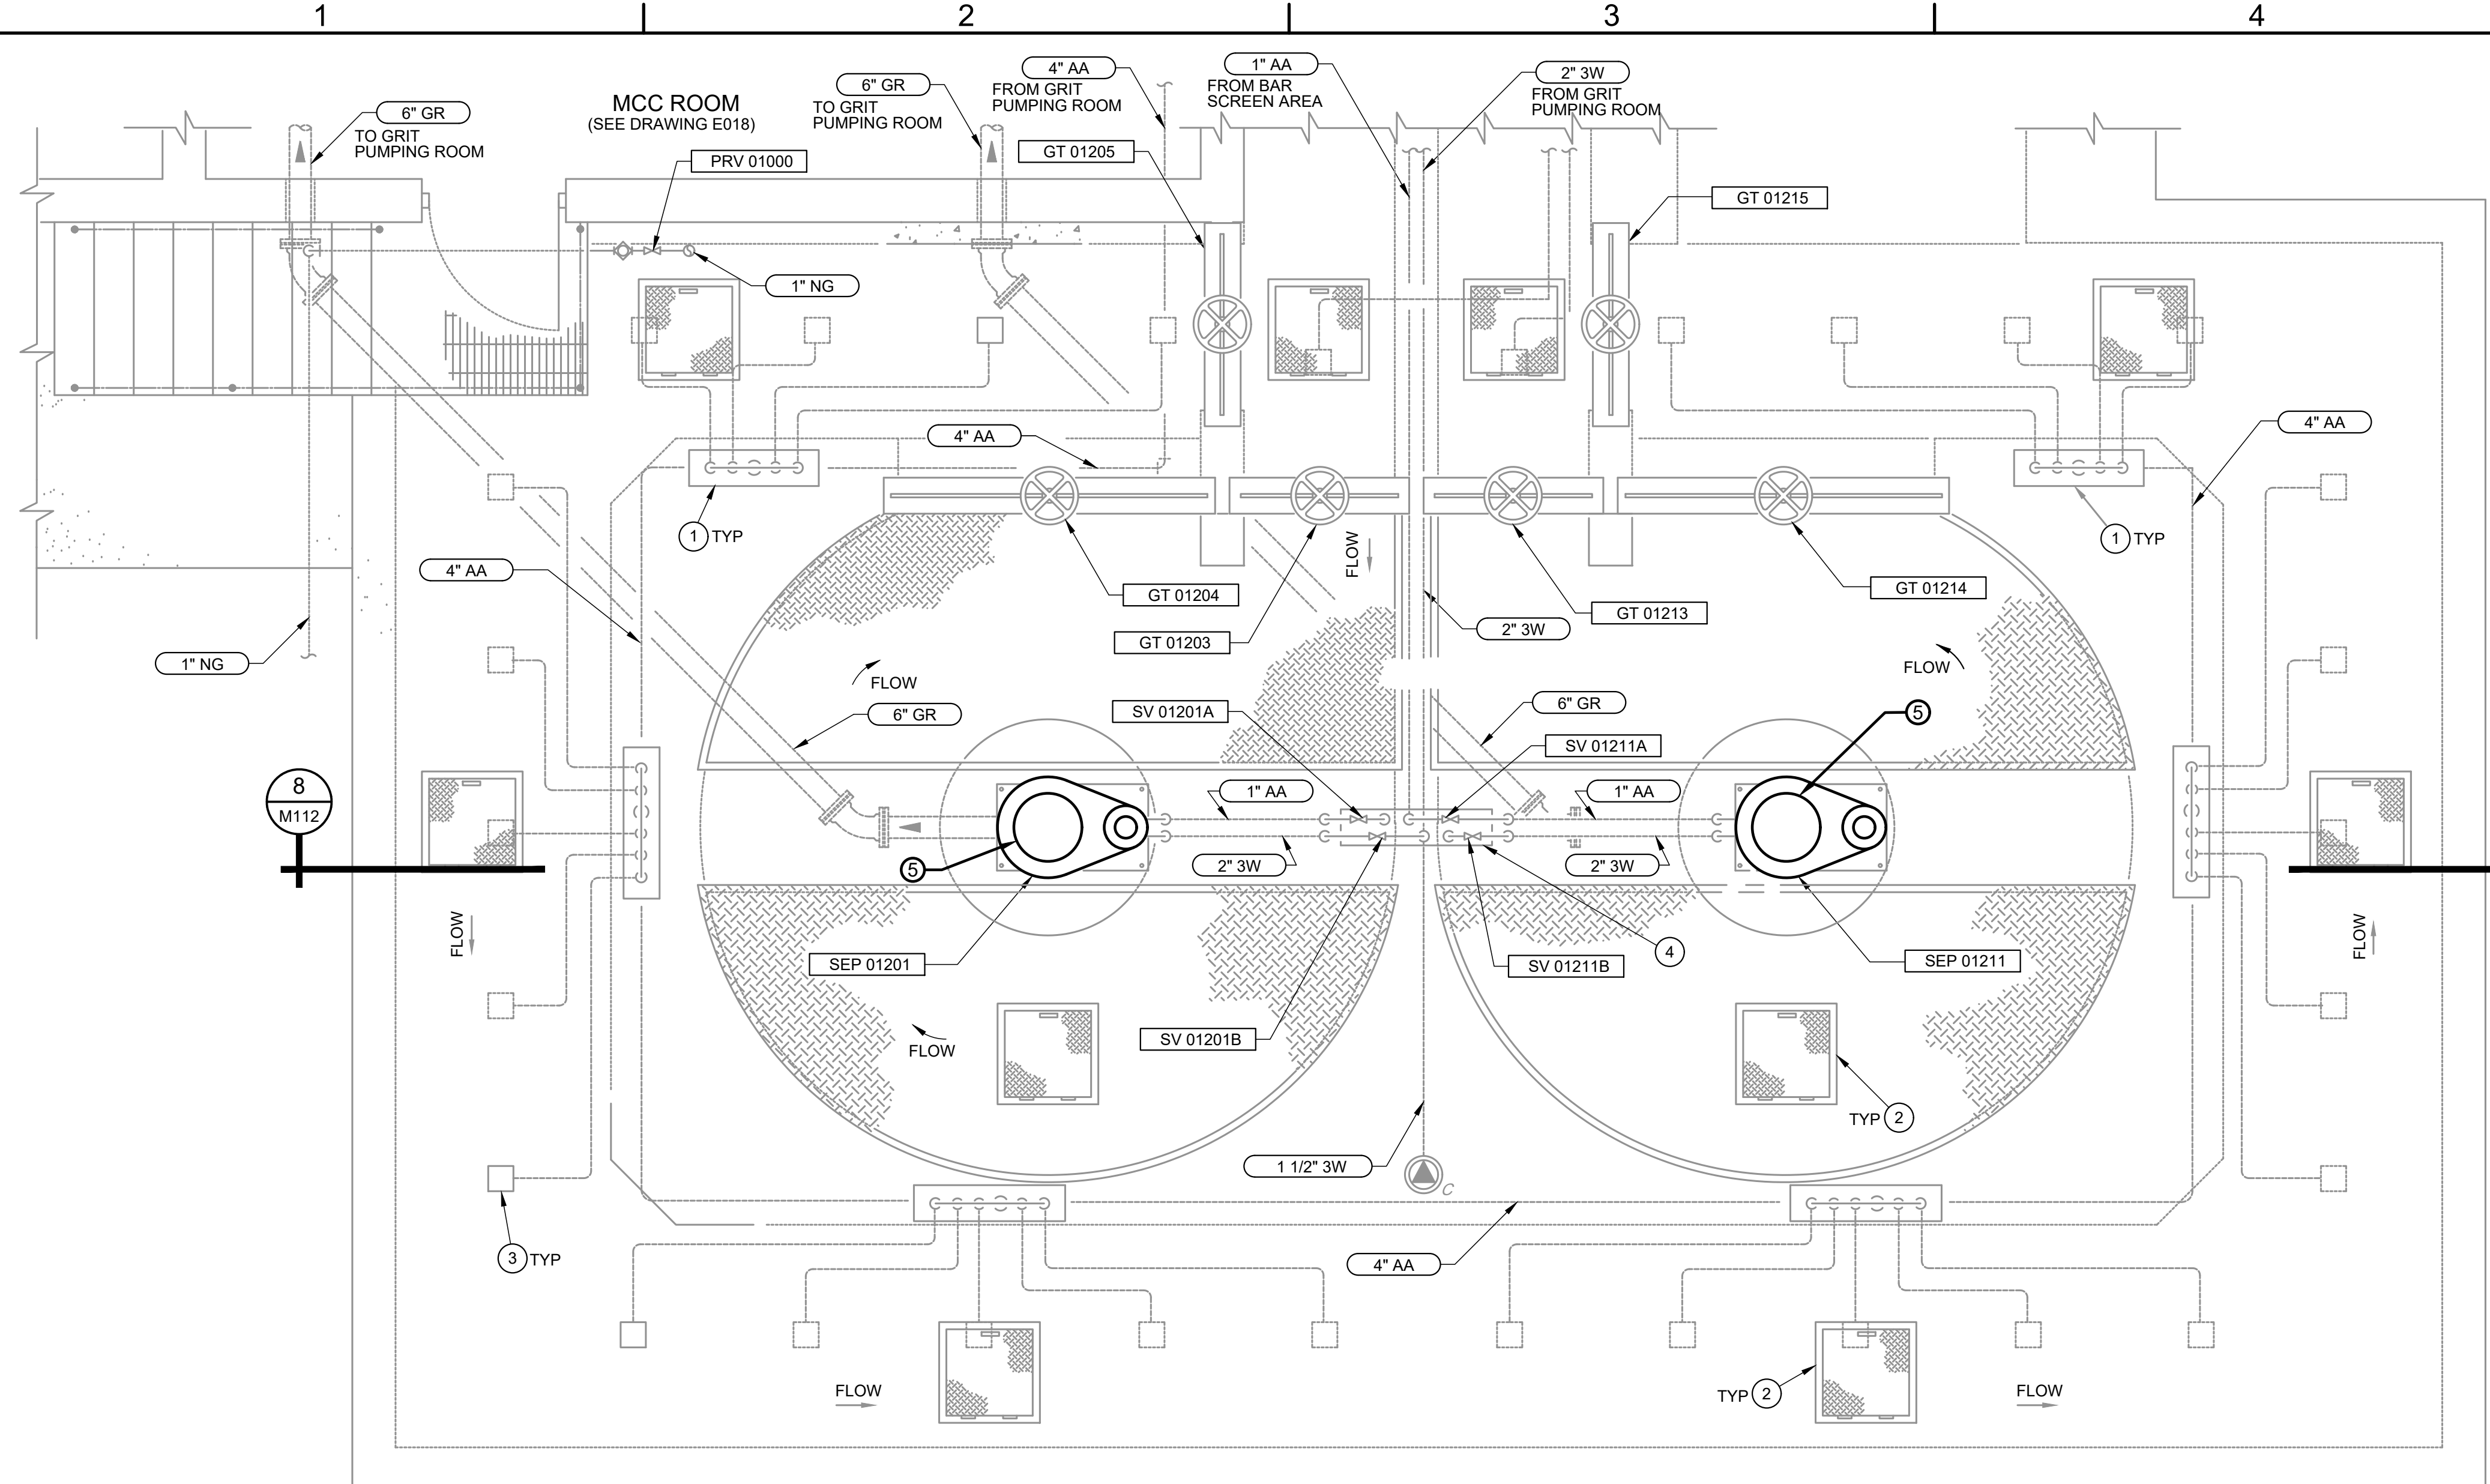 1
2
3
4
6" GR
TO GRIT
PUMPING ROOM
MCC ROOM
(SEE DRAWING E018)
PRV 01000
6" GR
TO GRIT
PUMPING ROOM
4" AA
FROM GRIT
PUMPING ROOM
GT 01205
1" AA
FROM BAR
SCREEN AREA
2" 3W
FROM GRIT
PUMPING ROOM
GT 01215
1" NG
4" AA
4" AA
1 TYP
1 TYP
4" AA
FLOW
GT 01204
GT 01203
GT 01213
GT 01214
2" 3W
1" NG
FLOW
FLOW
6" GR
SV 01201A
6" GR
5
SV 01211A
8
M112
1" AA
1" AA
5
2" 3W
2" 3W
FLOW
SEP 01201
SV 01211B
4
SEP 01211
FLOW
FLOW
SV 01201B
TYP 2
1 1/2" 3W
C
3 TYP
4" AA
FLOW
TYP 2
FLOW